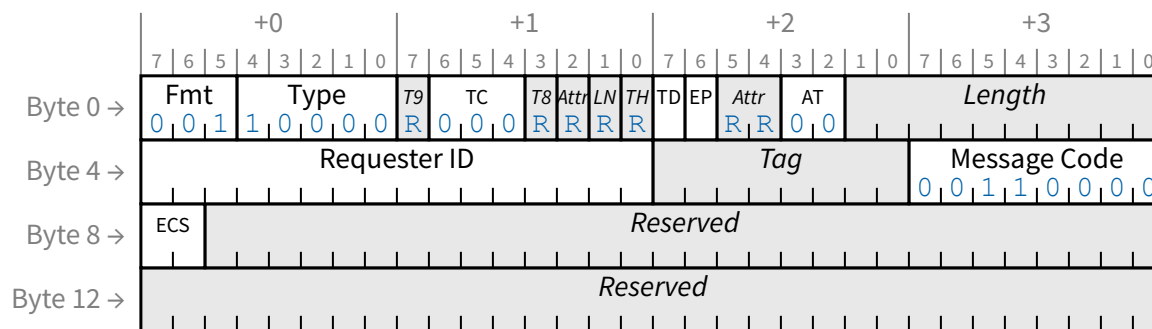 +0 +1 +2 +3
7 6 5 4 3 2 1 0 7 6 5 4 3 2 1 0 7 6 5 4 3 2 1 0 7 6 5 4 3 2 1 0
Byte 0 → Fmt Type T9 TC T8 Attr LN TH TD EP Attr AT Length
0 0 1 1 0 0 0 0 R 0 0 0 R R R R R R 0 0
Byte 4 → Requester ID Tag Message Code
0 0 1 1 0 0 0 0
Byte 8 → ECS Reserved
Byte 12 → Reserved